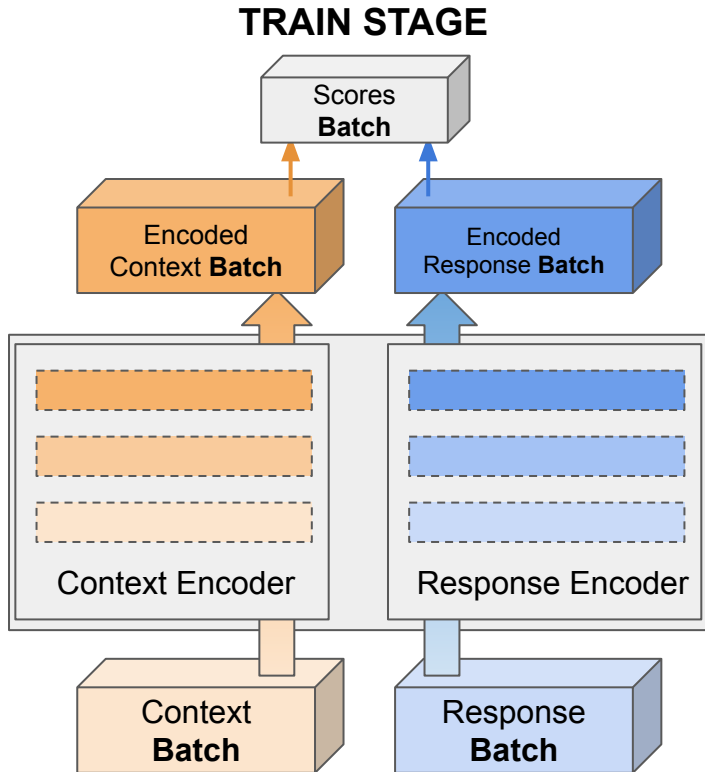 TRAIN STAGE
Scores
Batch
Encoded
Context Batch
Encoded
Response Batch
Context Encoder
Response Encoder
Context
Batch
Response
Batch